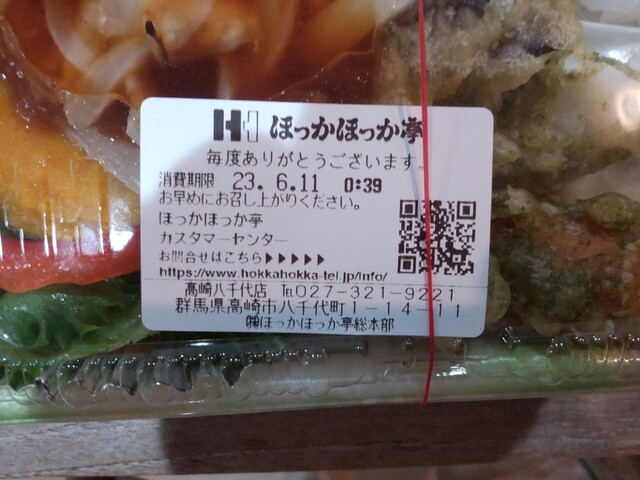 ほっかほっか亭
毎度ありがとうございます。
消費期限 23. 6.11 0:39
お早めにお召し上がりください。
ほっかほっか亭
カスタマーセンター
お問合せはこちら▶▶▶▶▶
https://www.hokkahokka-tei.jp/info/
高崎八千代店 ℡027-321-9221
群馬県高崎市八千代町1-14-11
㈱ほっかほっか亭総本部